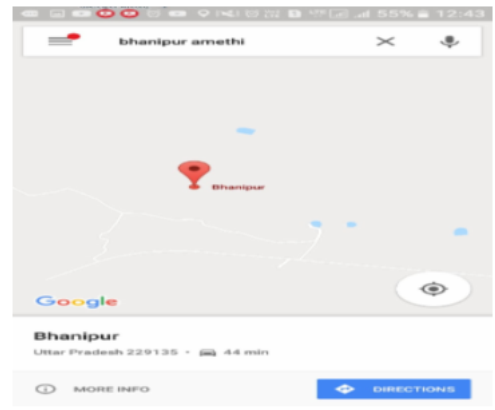 55% 12:43
bhanipur amethi
Bhanipur
Google
Bhanipur
Uttar Pradesh 229135 · 44 min
MORE INFO
DIRECTIONS